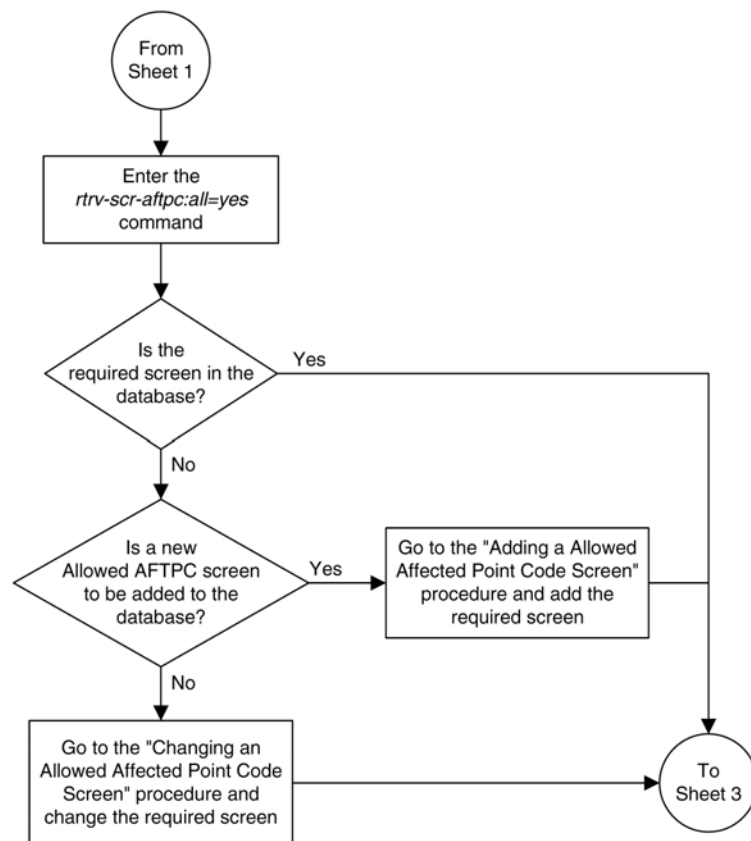 From
Sheet 1
Enter the
rtrv-scr-aftpc:all=yes
command
Is the
required screen in the
database?
Yes
No
Is a new
Allowed AFTPC screen
to be added to the
database?
Yes
Go to the "Adding a Allowed
Affected Point Code Screen"
procedure and add the
required screen
No
Go to the "Changing an
Allowed Affected Point Code
Screen" procedure and
change the required screen
To
Sheet 3